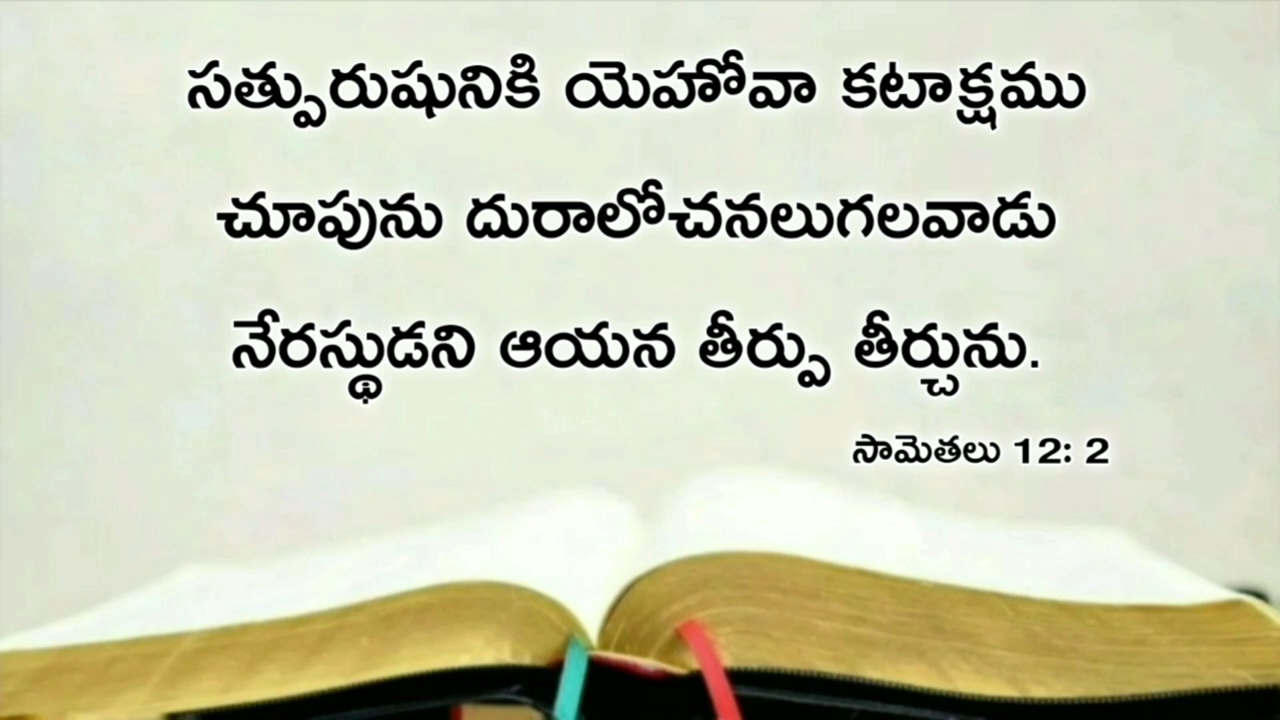 సత్పురుషునికి యెహోవా కటాక్షము
చూపును దురాలోచనలుగలవాడు
నేరస్థుడని ఆయన తీర్పు తీర్చును.
సామెతలు 12: 2